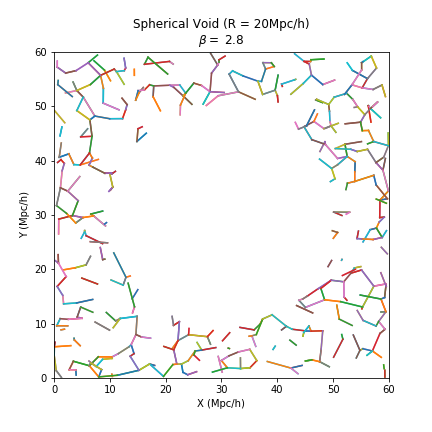 Spherical Void (R = 20Mpc/h)
β = 2.8
60
50
40
30
20
10
0
Y (Mpc/h)
0 10 20 30 40 50 60
X (Mpc/h)